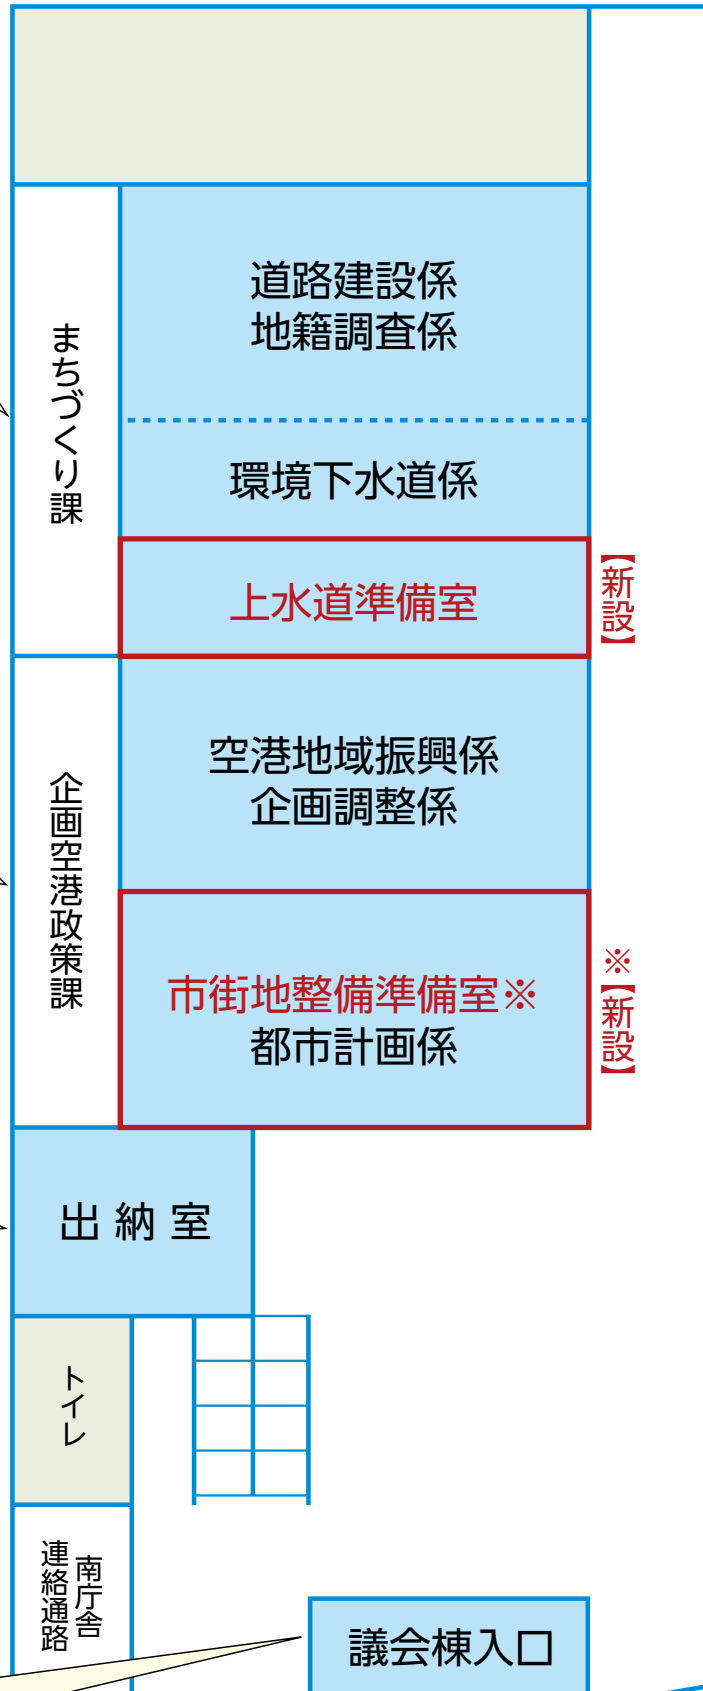 まちづくり課
道路建設係
地籍調査係
環境下水道係
上水道準備室
【新設】
企画空港政策課
空港地域振興係
企画調整係
市街地整備準備室※
都市計画係
※【新設】
出納室
トイレ
南庁舎
連絡通路
議会棟入口